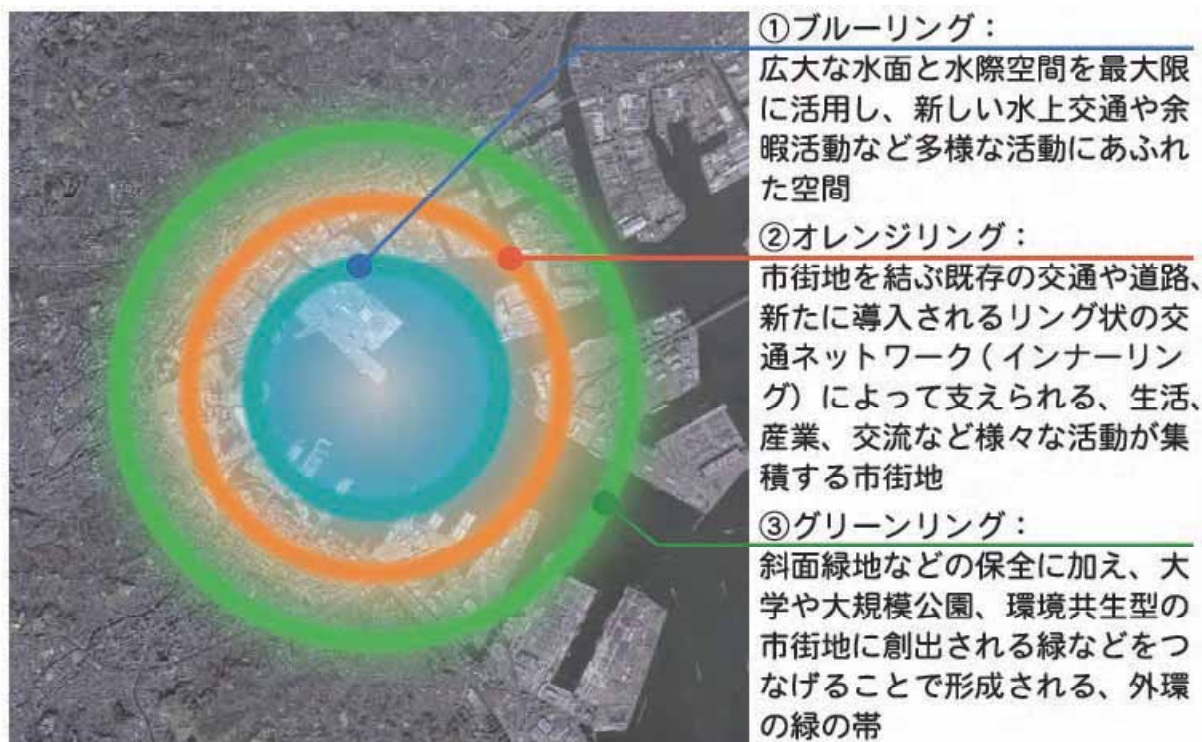 ①ブルーリング：
広大な水面と水際空間を最大限
に活用し、新しい水上交通や余
暇活動など多様な活動にあふれ
た空間
②オレンジリング：
市街地を結ぶ既存の交通や道路、
新たに導入されるリング状の交
通ネットワーク（インナーリン
グ）によって支えられる、生活、
産業、交流など様々な活動が集
積する市街地
③グリーンリング：
斜面緑地などの保全に加え、大
学や大規模公園、環境共生型の
市街地に創出される緑などをつ
なげることで形成される、外環
の緑の帯